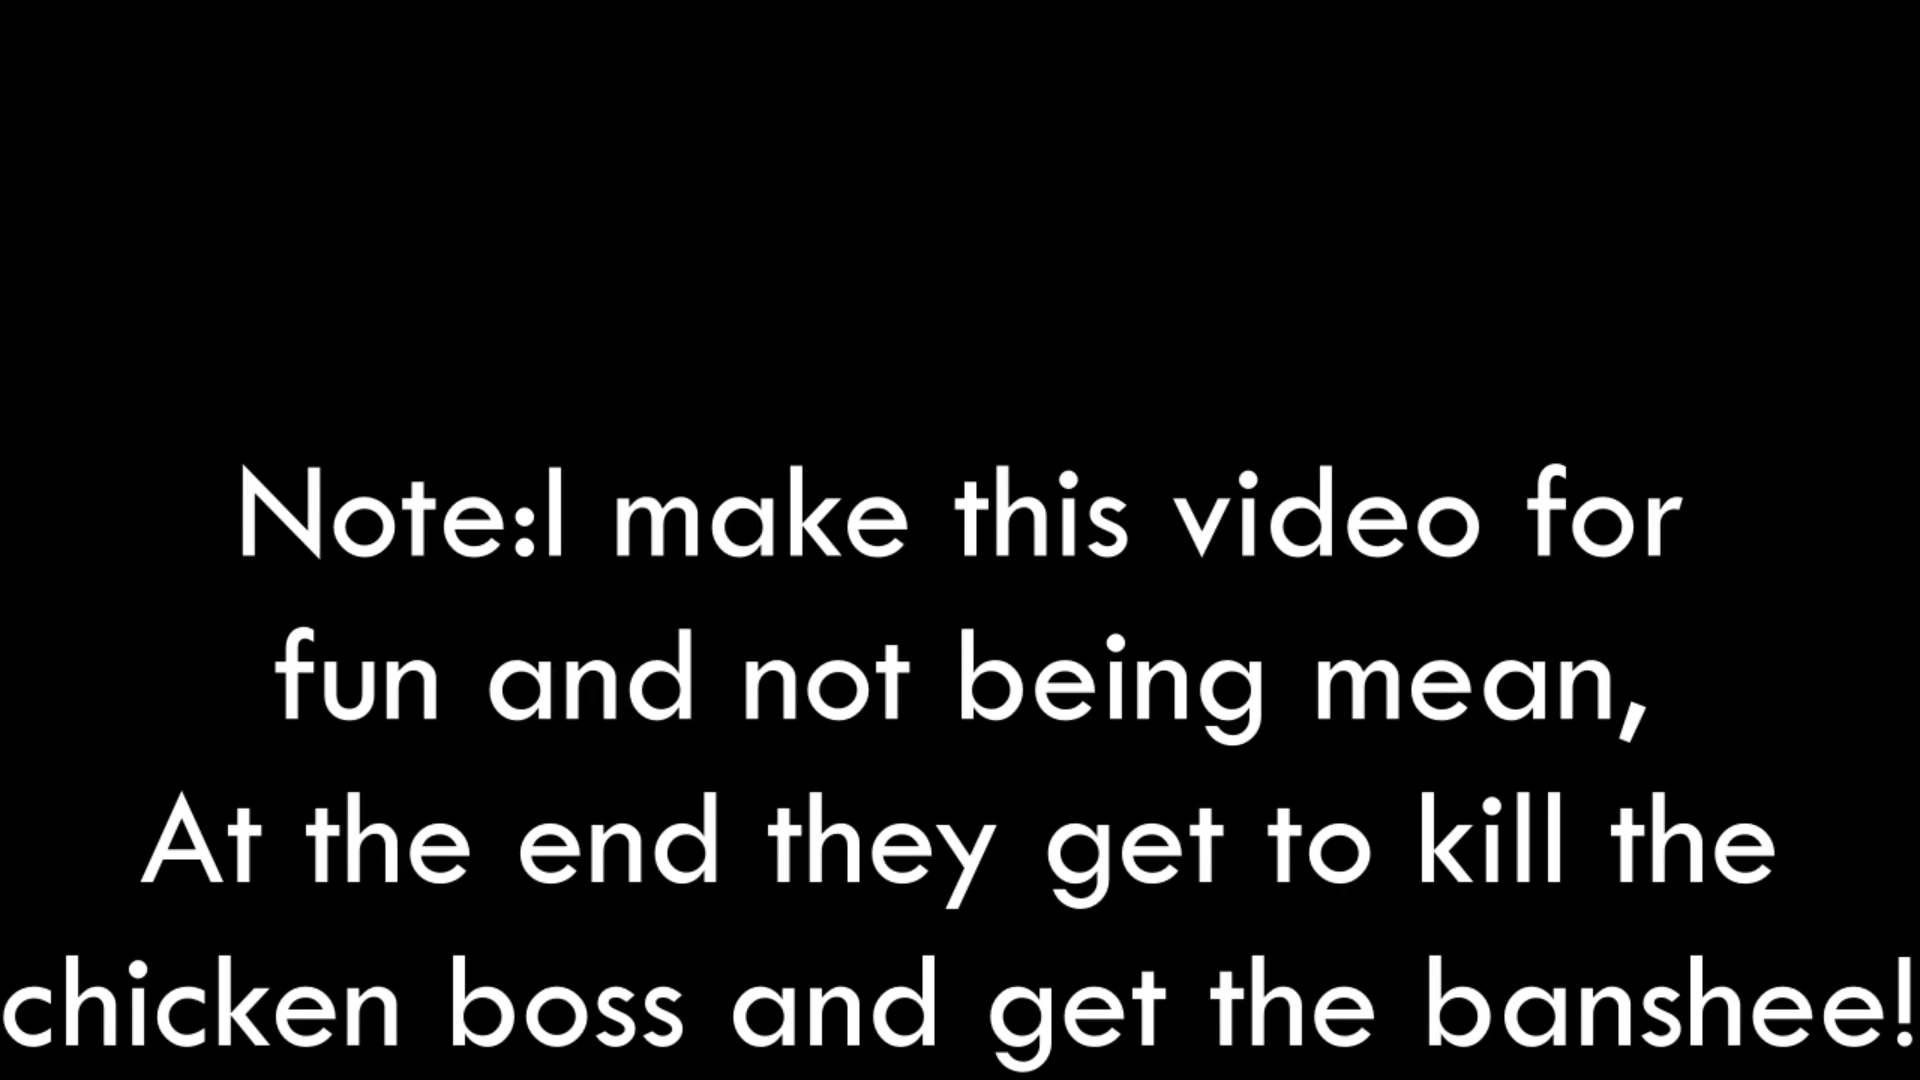 Note:I make this video for
fun and not being mean,
At the end they get to kill the
chicken boss and get the banshee!